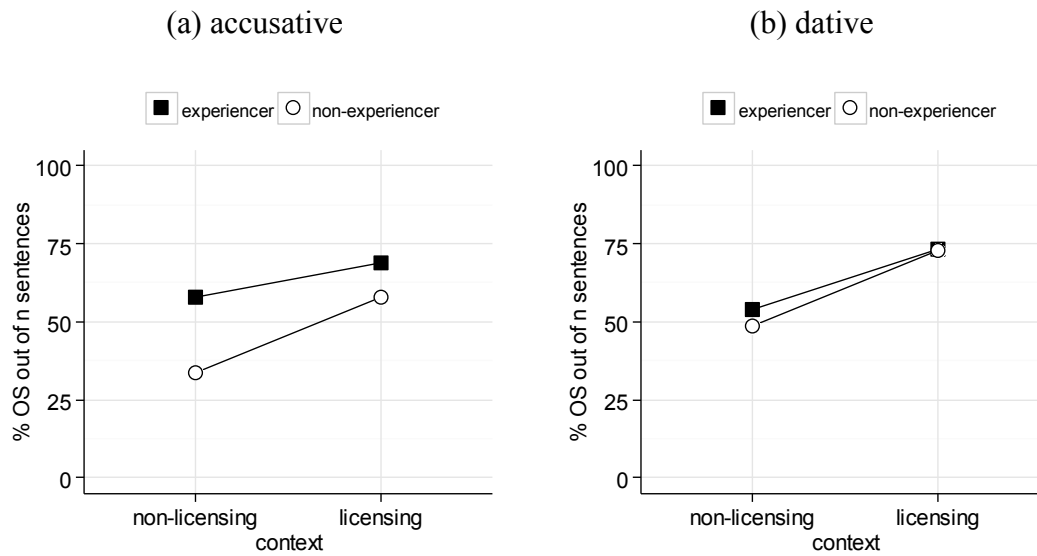 (a) accusative
experiencer non-experiencer
100
75
50
25
0
% OS out of n sentences
non-licensing licensing
context
(b) dative
experiencer non-experiencer
100
75
50
25
0
% OS out of n sentences
non-licensing licensing
context